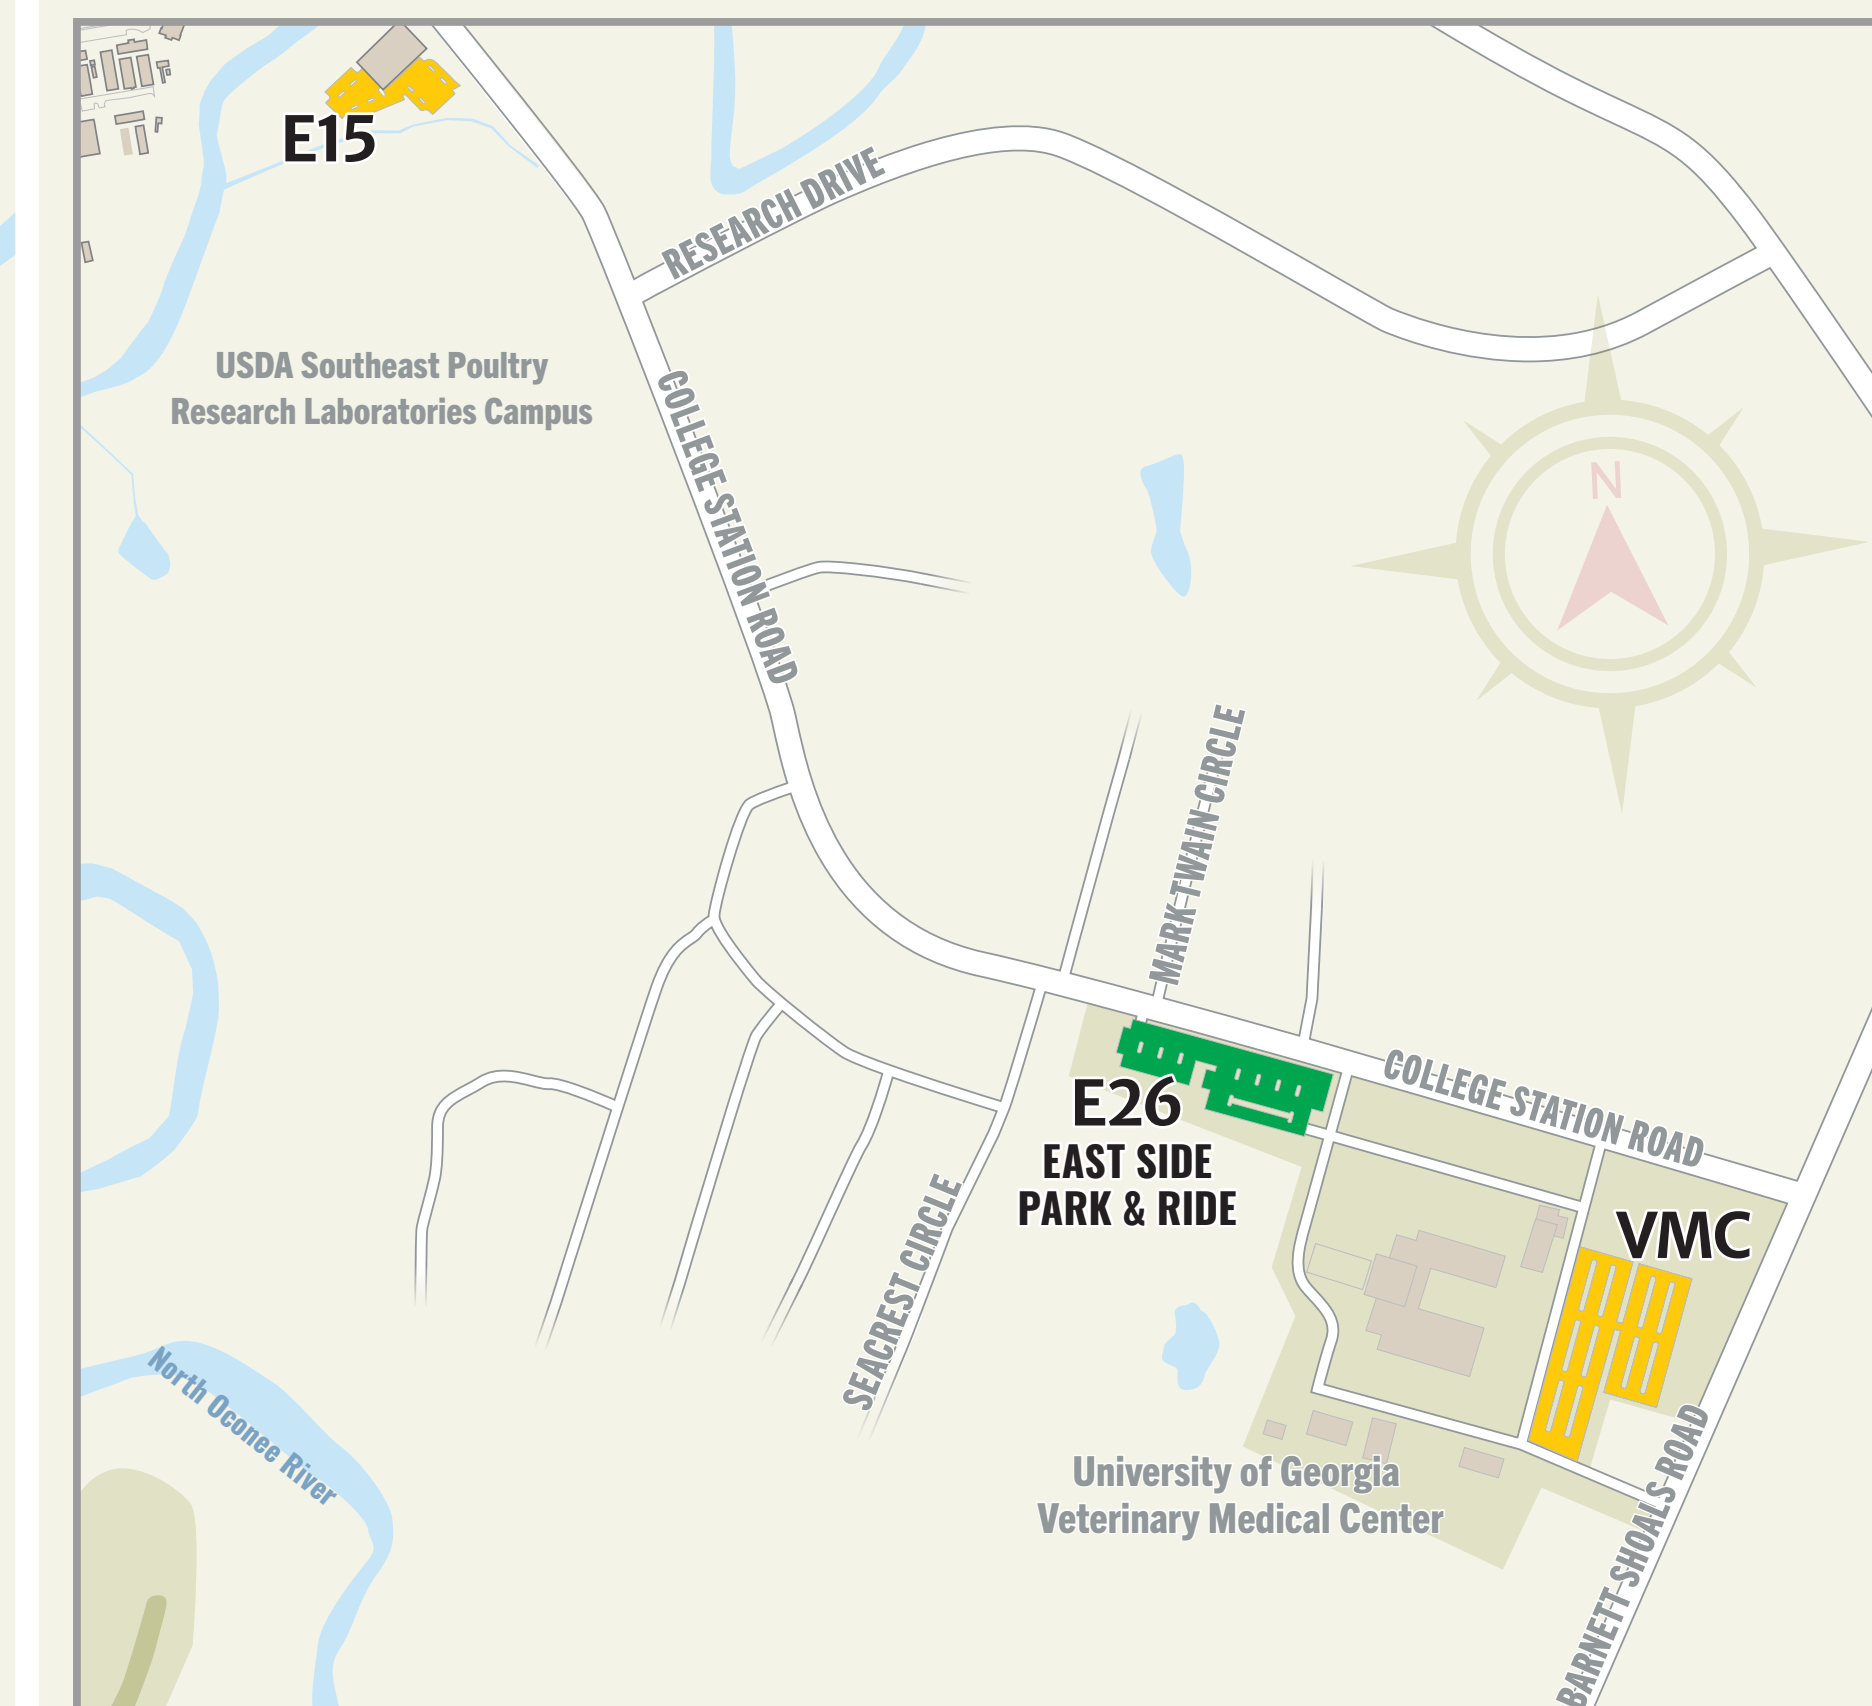 E15
RESEARCH DRIVE
USDA Southeast Poultry
Research Laboratories Campus
COLLEGE STATION ROAD
N
MARK TWAIN CIRCLE
COLLEGE STATION ROAD
E26
EAST SIDE
PARK & RIDE
VMC
SEACREST CIRCLE
North Oconee River
University of Georgia
Veterinary Medical Center
BARNETT SHOALS ROAD